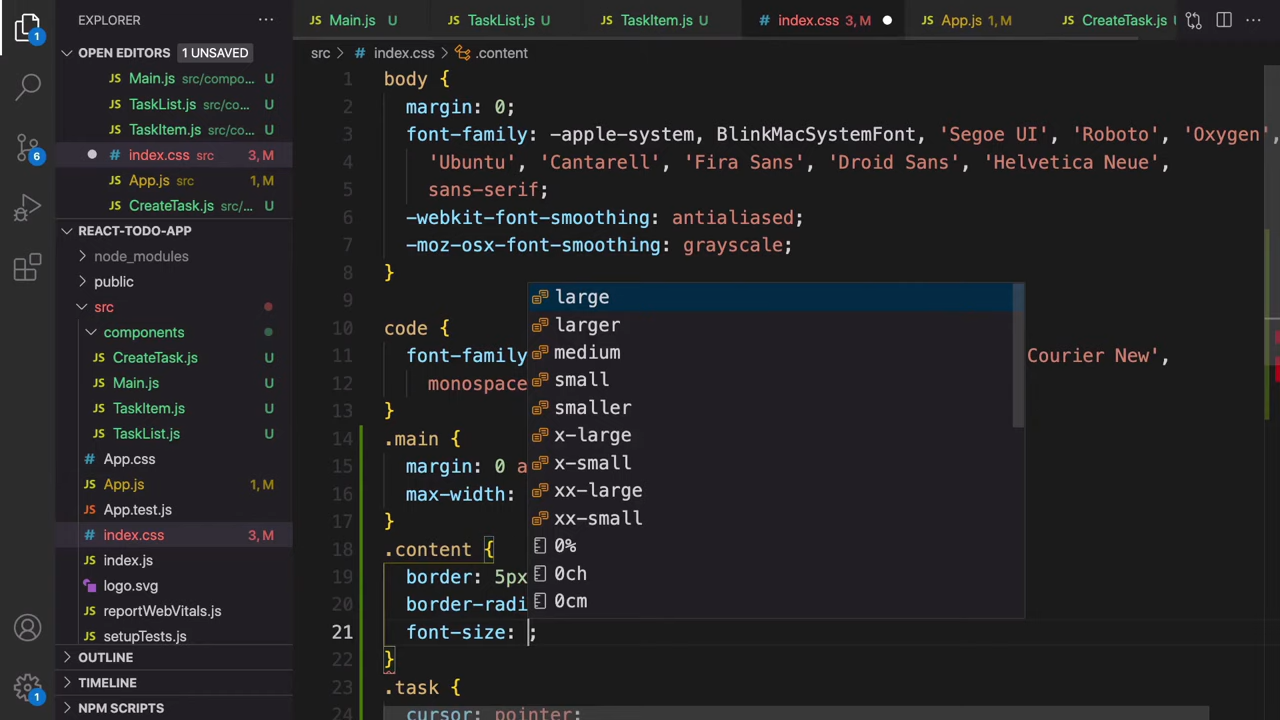 EXPLORER
Main.js U
TaskList.js U
TaskItem.js U
index.css 3, M
App.js 1, M
CreateTask.js U
OPEN EDITORS 1 UNSAVED
Main.js src/compo... U
TaskList.js src/co... U
TaskItem.js src/co... U
index.css src 3, M
App.js src 1, M
CreateTask.js src/... U
REACT-TODO-APP
node_modules
public
src
components
CreateTask.js U
Main.js U
TaskItem.js U
TaskList.js U
App.css
App.js 1, M
App.test.js
index.css 3, M
index.js
logo.svg
reportWebVitals.js
setupTests.js
OUTLINE
TIMELINE
NPM SCRIPTS
1
6
1
src > # index.css > .content
1 body {
2 margin: 0;
3 font-family: -apple-system, BlinkMacSystemFont, 'Segoe UI', 'Roboto', 'Oxygen',
4 'Ubuntu', 'Cantarell', 'Fira Sans', 'Droid Sans', 'Helvetica Neue',
5 sans-serif;
6 -webkit-font-smoothing: antialiased;
7 -moz-osx-font-smoothing: grayscale;
8 }
9
10 code {
11 font-family Courier New',
12 monospace
13 }
14 .main {
15 margin: 0 a
16 max-width:
17 }
18 .content {
19 border: 5px
20 border-radi
21 font-size: ;
22 }
23 .task {
24 cursor: pointer;
large
larger
medium
small
smaller
x-large
x-small
xx-large
xx-small
0%
0ch
0cm